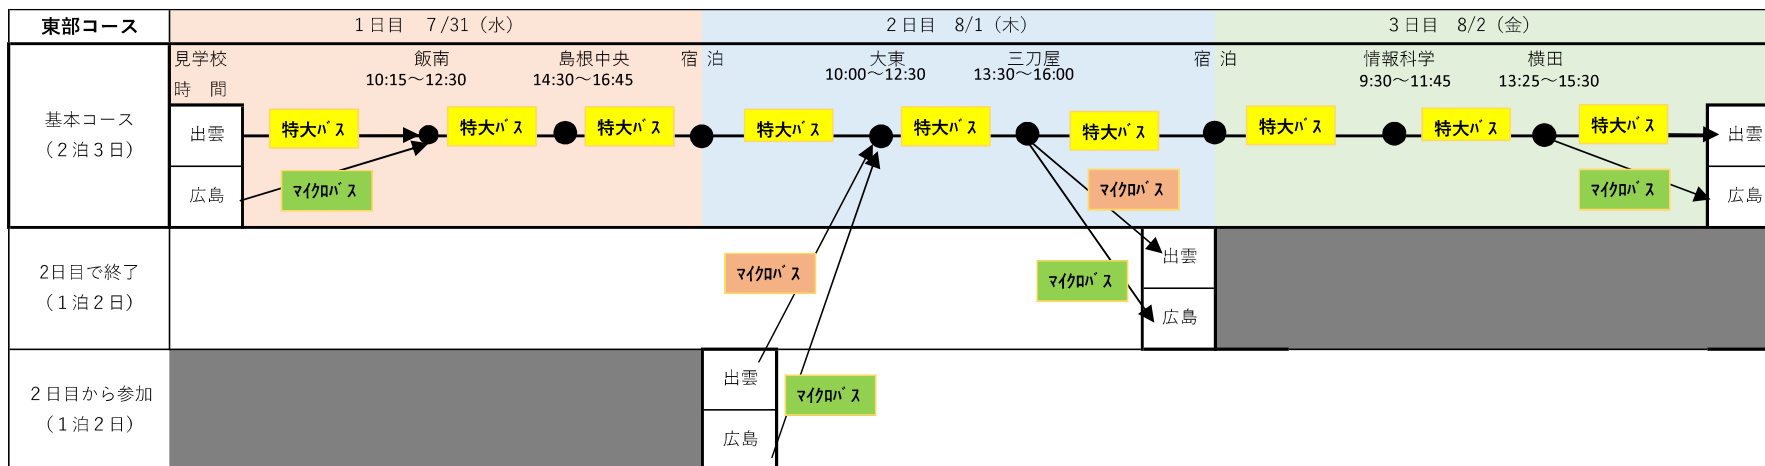 東部コース
1日目 7/31（水）
2日目 8/1（木）
3日目 8/2（金）
見学校
時 間
飯南
10:15～12:30
島根中央
14:30～16:45
宿 泊
大東
10:00～12:30
三刀屋
13:30～16:00
宿 泊
情報科学
9:30～11:45
横田
13:25～15:30
基本コース
（２泊３日）
出雲
特大バス
特大バス
特大バス
特大バス
特大バス
特大バス
特大バス
特大バス
特大バス
出雲
広島
マイクロバス
マイクロバス
マイクロバス
広島
2日目で終了
（１泊２日）
マイクロバス
マイクロバス
出雲
広島
２日目から参加
（１泊２日）
出雲
マイクロバス
広島